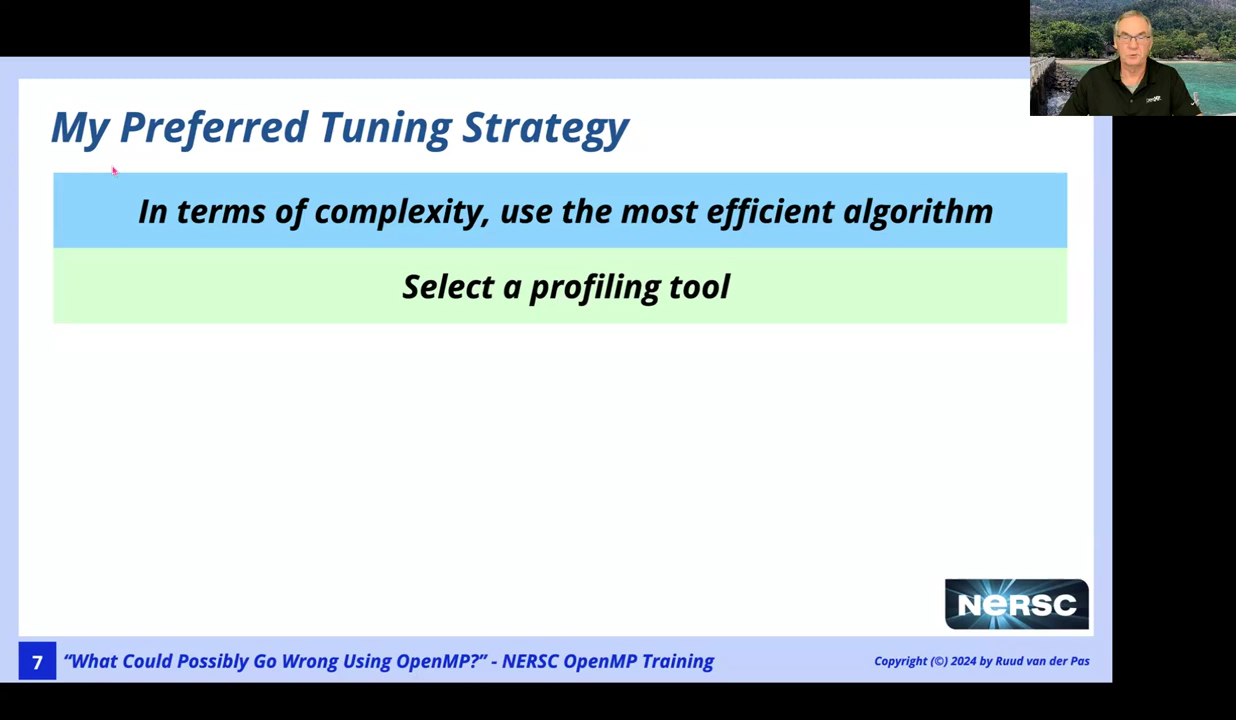 My Preferred Tuning Strategy
In terms of complexity, use the most efficient algorithm
Select a profiling tool
NERSC
7
“What Could Possibly Go Wrong Using OpenMP?” - NERSC OpenMP Training
Copyright (©) 2024 by Ruud van der Pas